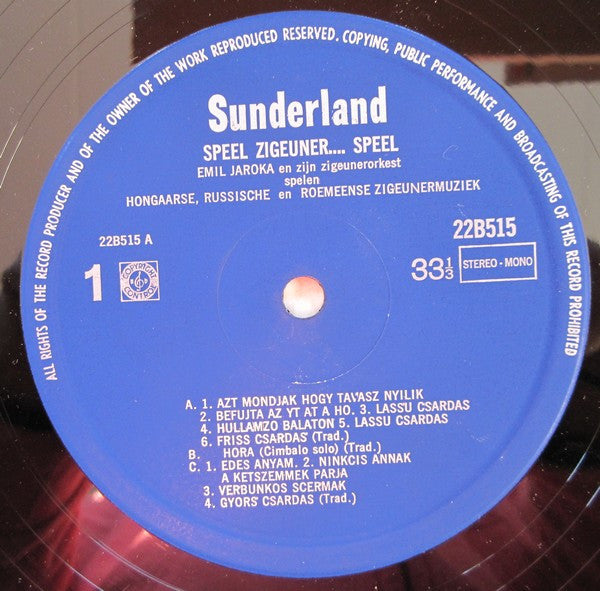 ALL RIGHTS OF THE RECORD PRODUCER AND OF THE OWNER OF THE WORK REPRODUCED RESERVED. COPYING, PUBLIC PERFORMANCE AND BROADCASTING OF THIS RECORD PROHIBITED
Sunderland
SPEEL ZIGEUNER.... SPEEL
EMIL JAROKA en zijn zigeunerorkest
spelen
HONGAARSE, RUSSISCHE en ROEMEENSE ZIGEUNERMUZIEK
22B515 A
22B515
1
COPYRIGHT
CONTROL
33⅓
STEREO - MONO
A. 1. AZT MONDJAK HOGY TAVASZ NYILIK
2. BEFUJTA AZ YT AT A HO. 3. LASSU CSARDAS
4. HULLAMZO BALATON 5. LASSU CSARDAS
6. FRISS CSARDAS (Trad.)
B. HORA (Cimbalo solo) (Trad.)
C. 1. EDES ANYAM. 2. NINKCIS ANNAK
A KETSZEMMEK PARJA
3. VERBUNKOS SCERMAK
4. GYORS CSARDAS (Trad.)